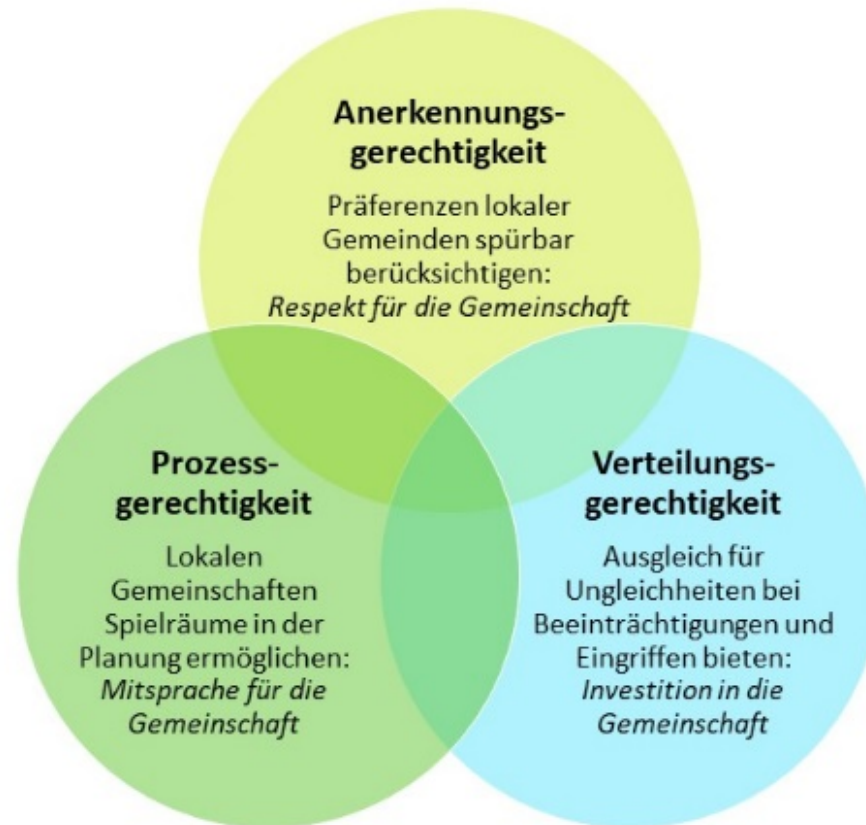 Anerkennungs-
gerechtigkeit
Präferenzen lokaler
Gemeinden spürbar
berücksichtigen:
Respekt für die Gemeinschaft
Prozess-
gerechtigkeit
Lokalen
Gemeinschaften
Spielräume in der
Planung ermöglichen:
Mitsprache für die
Gemeinschaft
Verteilungs-
gerechtigkeit
Ausgleich für
Ungleichheiten bei
Beeinträchtigungen und
Eingriffen bieten:
Investition in die
Gemeinschaft